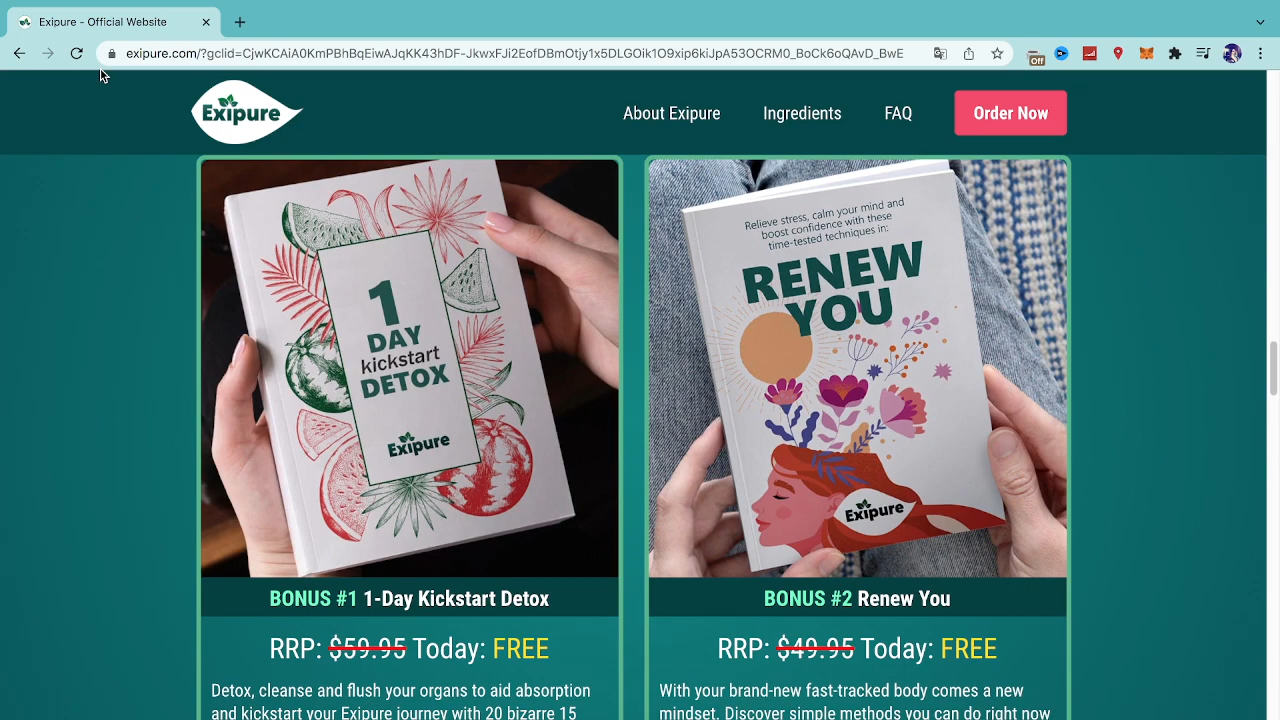 Exipure - Official Website
exipure.com/?gclid=CjwKCAiA0KmPBhBqEiwAJqKK43hDF-JkwxFJi2EofDBmOtjy1x5DLGOik1O9xip6kiJpA53OCRM0_BoCk6oQAvD_BwE
Off
Exipure
About Exipure
Ingredients
FAQ
Order Now
1
DAY
kickstart
DETOX
Exipure
Relieve stress, calm your mind and
boost confidence with these
time-tested techniques in:
RENEW
YOU
Exipure
BONUS #1 1-Day Kickstart Detox
RRP: $59.95 Today: FREE
Detox, cleanse and flush your organs to aid absorption
and kickstart your Exipure journey with 20 bizarre 15
BONUS #2 Renew You
RRP: $49.95 Today: FREE
With your brand-new fast-tracked body comes a new
mindset. Discover simple methods you can do right now